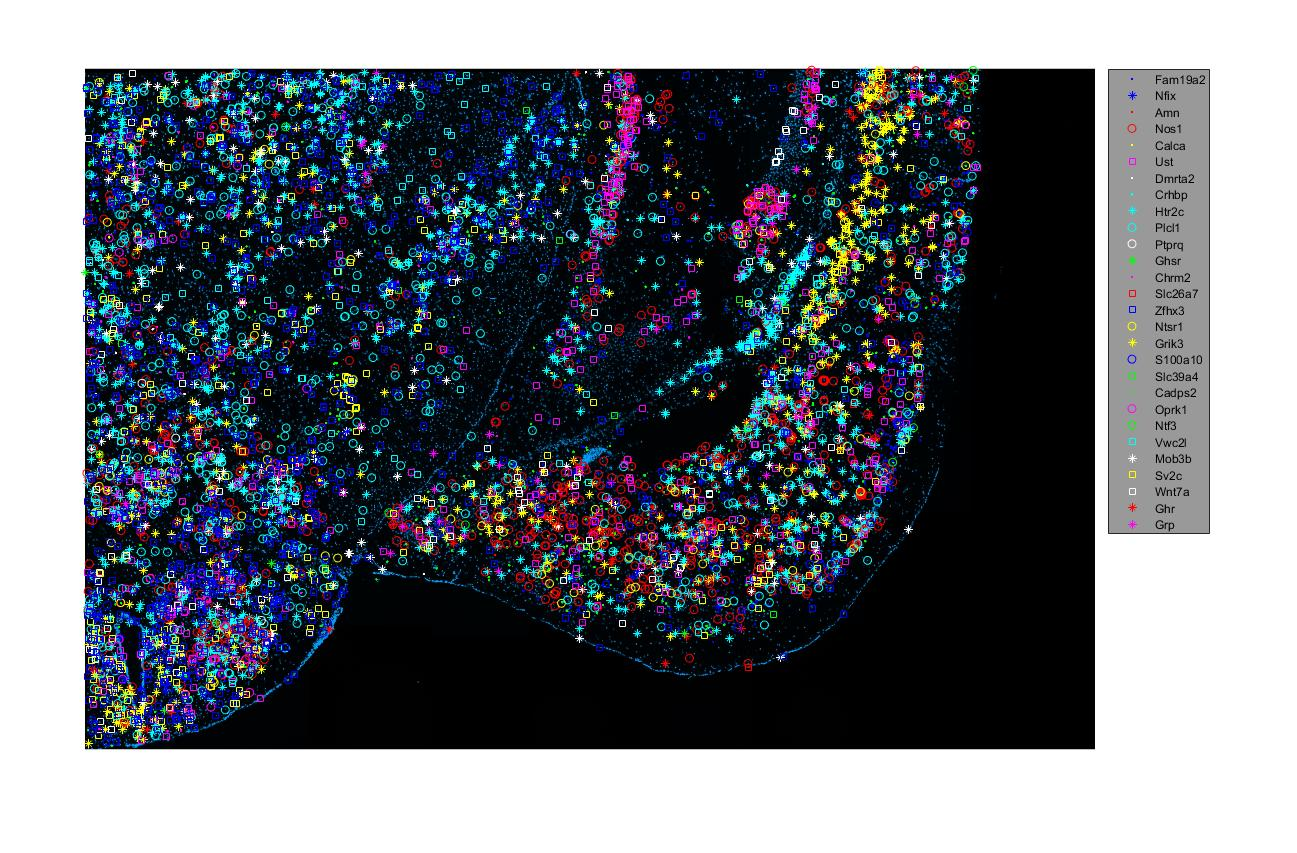 Fam19a2
Nfix
Amn
Nos1
Calca
Ust
Dmrta2
Crhbp
Htr2c
Plcl1
Ptprq
Ghsr
Chrm2
Slc26a7
Zfhx3
Ntsr1
Grik3
S100a10
Slc39a4
Cadps2
Oprk1
Ntf3
Vwc2l
Mob3b
Sv2c
Wnt7a
Ghr
Grp